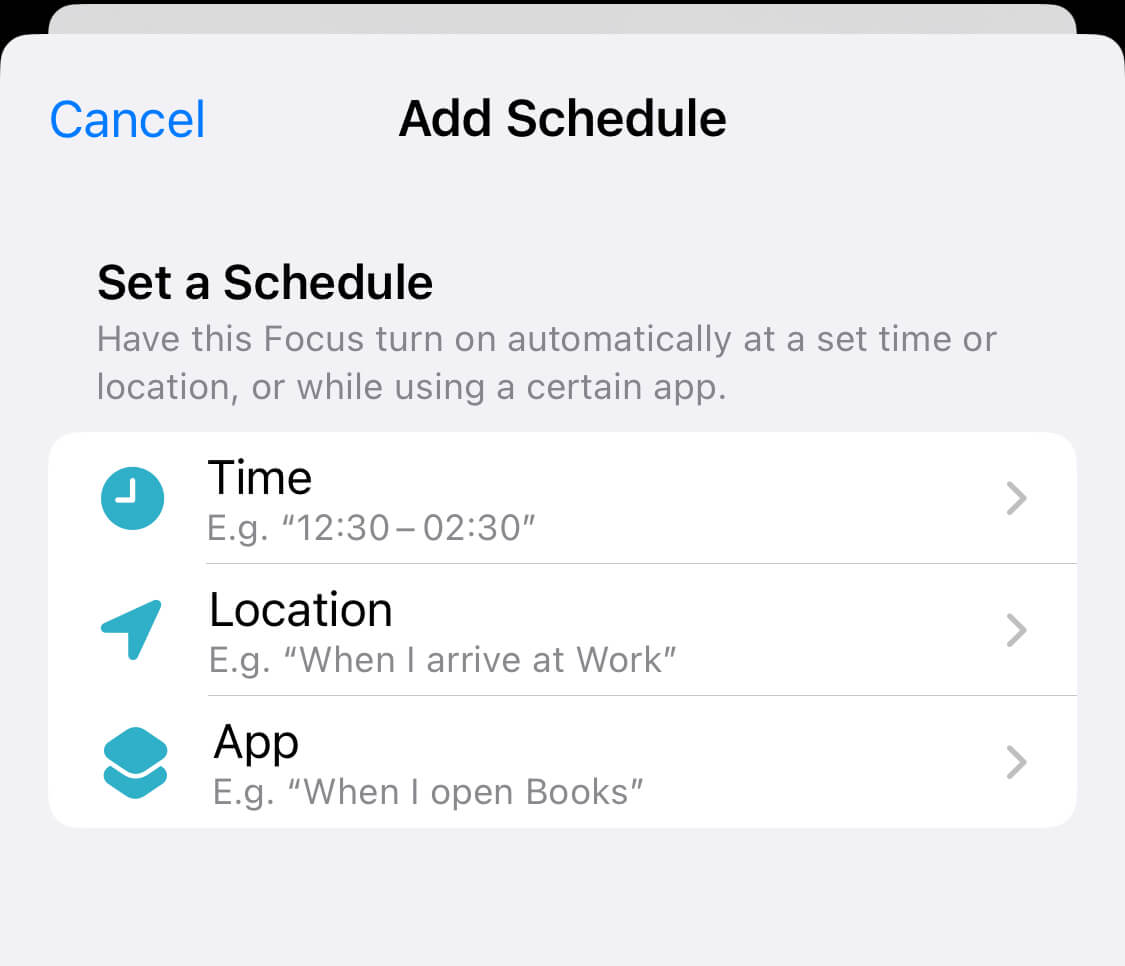 Cancel
Add Schedule
Set a Schedule
Have this Focus turn on automatically at a set time or
location, or while using a certain app.
Time
E.g. “12:30 – 02:30”
Location
E.g. “When I arrive at Work”
App
E.g. “When I open Books”